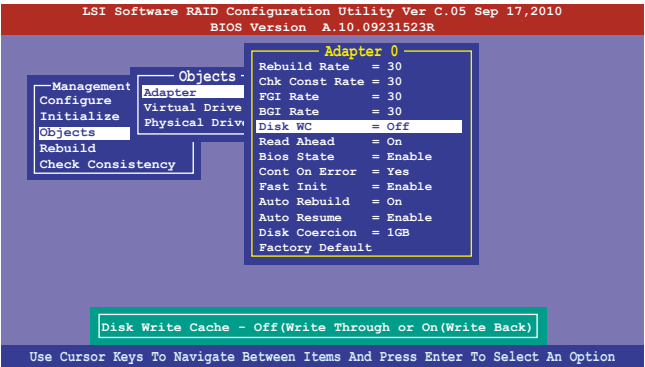 LSI Software RAID Configuration Utility Ver C.05 Sep 17,2010
BIOS Version A.10.09231523R
Management
Configure
Initialize
Objects
Rebuild
Check Consistency
Objects
Adapter
Virtual Drive
Physical Driv
Adapter 0
Rebuild Rate = 30
Chk Const Rate = 30
FGI Rate = 30
BGI Rate = 30
Disk WC = Off
Read Ahead = On
Bios State = Enable
Cont On Error = Yes
Fast Init = Enable
Auto Rebuild = On
Auto Resume = Enable
Disk Coercion = 1GB
Factory Default
Disk Write Cache - Off(Write Through or On(Write Back)
Use Cursor Keys To Navigate Between Items And Press Enter To Select An Option